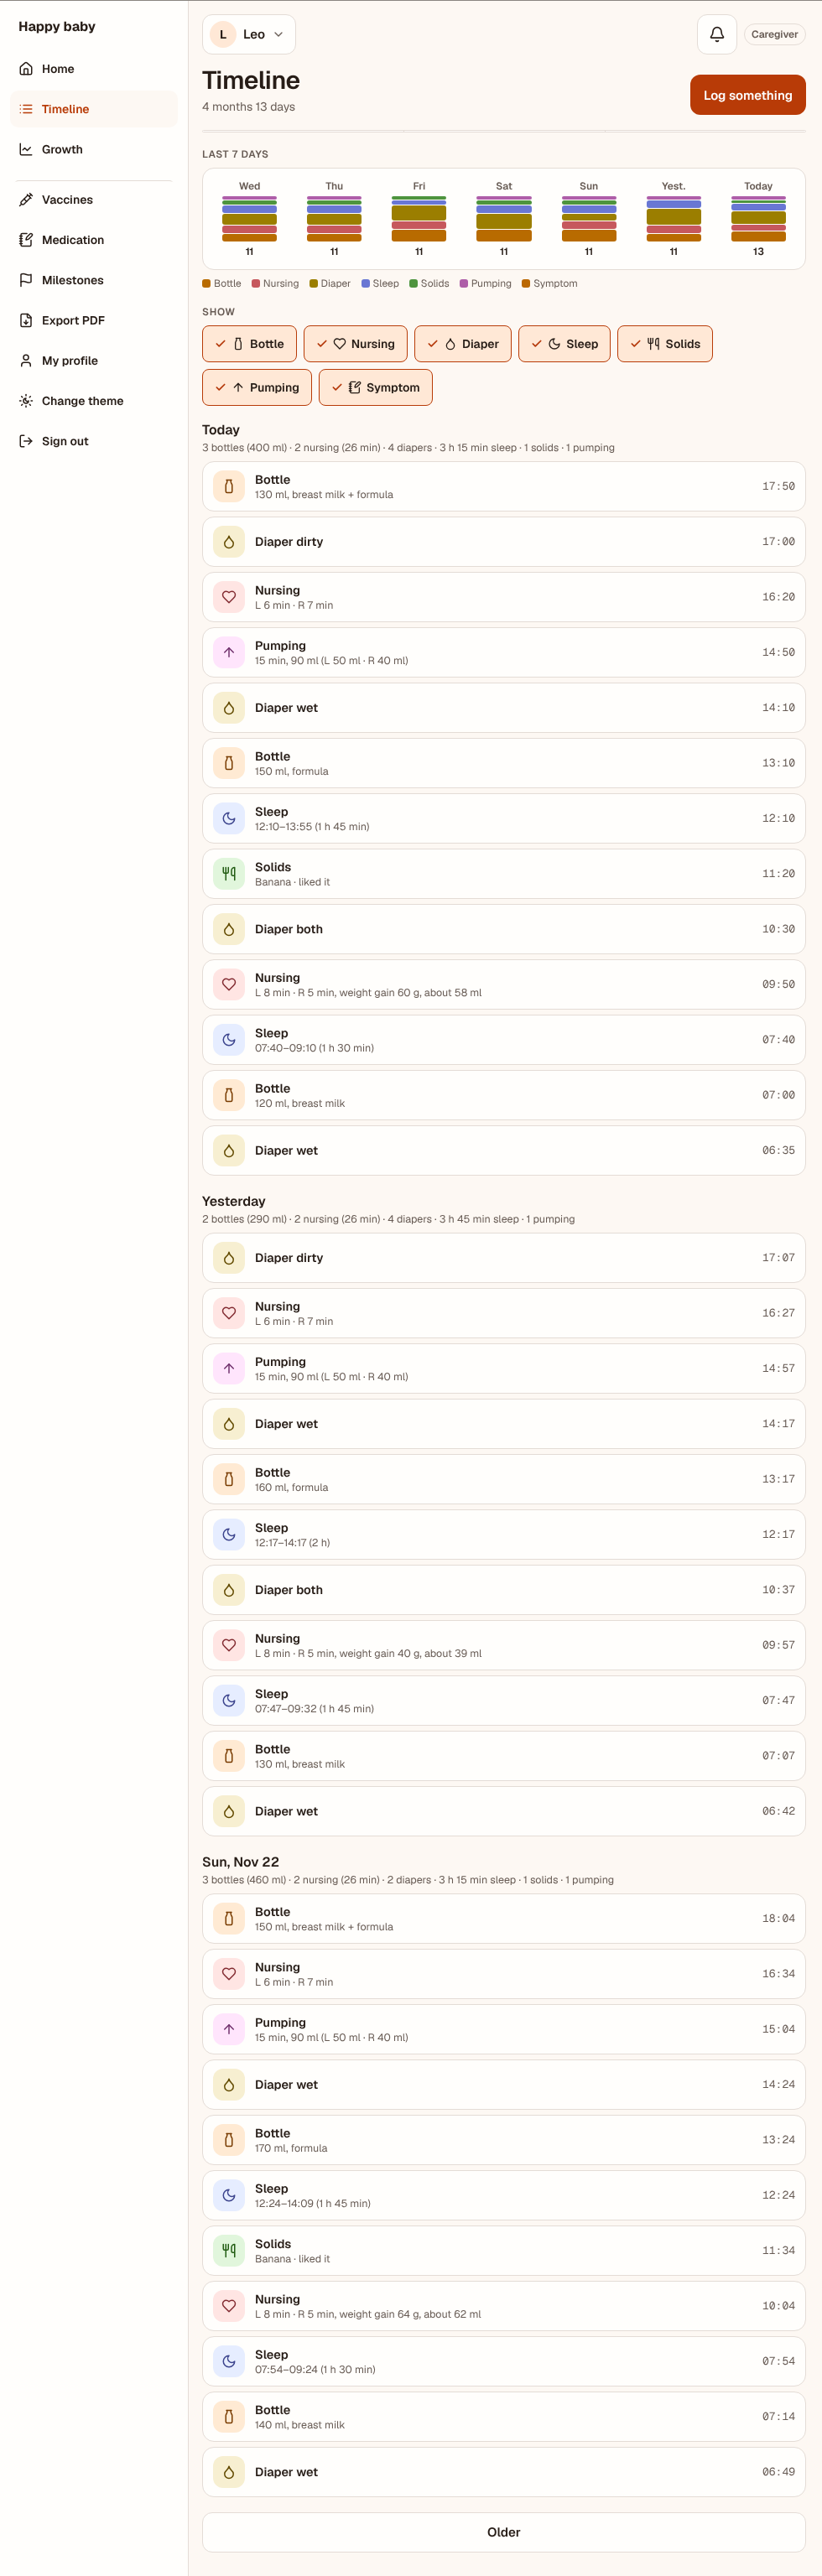 Happy baby
Home
Timeline
Growth
Vaccines
Medication
Milestones
Export PDF
My profile
Change theme
Sign out
L Leo
Caregiver
Timeline
4 months 13 days
Log something
LAST 7 DAYS
Wed Thu Fri Sat Sun Yest. Today
11 11 11 11 11 11 13
Bottle Nursing Diaper Sleep Solids Pumping Symptom
SHOW
Bottle Nursing Diaper Sleep Solids
Pumping Symptom
Today
3 bottles (400 ml) · 2 nursing (26 min) · 4 diapers · 3 h 15 min sleep · 1 solids · 1 pumping
Bottle
130 ml, breast milk + formula
17:50
Diaper dirty
17:00
Nursing
L 6 min · R 7 min
16:20
Pumping
15 min, 90 ml (L 50 ml · R 40 ml)
14:50
Diaper wet
14:10
Bottle
150 ml, formula
13:10
Sleep
12:10–13:55 (1 h 45 min)
12:10
Solids
Banana · liked it
11:20
Diaper both
10:30
Nursing
L 8 min · R 5 min, weight gain 60 g, about 58 ml
09:50
Sleep
07:40–09:10 (1 h 30 min)
07:40
Bottle
120 ml, breast milk
07:00
Diaper wet
06:35
Yesterday
2 bottles (290 ml) · 2 nursing (26 min) · 4 diapers · 3 h 45 min sleep · 1 pumping
Diaper dirty
17:07
Nursing
L 6 min · R 7 min
16:27
Pumping
15 min, 90 ml (L 50 ml · R 40 ml)
14:57
Diaper wet
14:17
Bottle
160 ml, formula
13:17
Sleep
12:17–14:17 (2 h)
12:17
Diaper both
10:37
Nursing
L 8 min · R 5 min, weight gain 40 g, about 39 ml
09:57
Sleep
07:47–09:32 (1 h 45 min)
07:47
Bottle
130 ml, breast milk
07:07
Diaper wet
06:42
Sun, Nov 22
3 bottles (460 ml) · 2 nursing (26 min) · 2 diapers · 3 h 15 min sleep · 1 solids · 1 pumping
Bottle
150 ml, breast milk + formula
18:04
Nursing
L 6 min · R 7 min
16:34
Pumping
15 min, 90 ml (L 50 ml · R 40 ml)
15:04
Diaper wet
14:24
Bottle
170 ml, formula
13:24
Sleep
12:24–14:09 (1 h 45 min)
12:24
Solids
Banana · liked it
11:34
Nursing
L 8 min · R 5 min, weight gain 64 g, about 62 ml
10:04
Sleep
07:54–09:24 (1 h 30 min)
07:54
Bottle
140 ml, breast milk
07:14
Diaper wet
06:49
Older